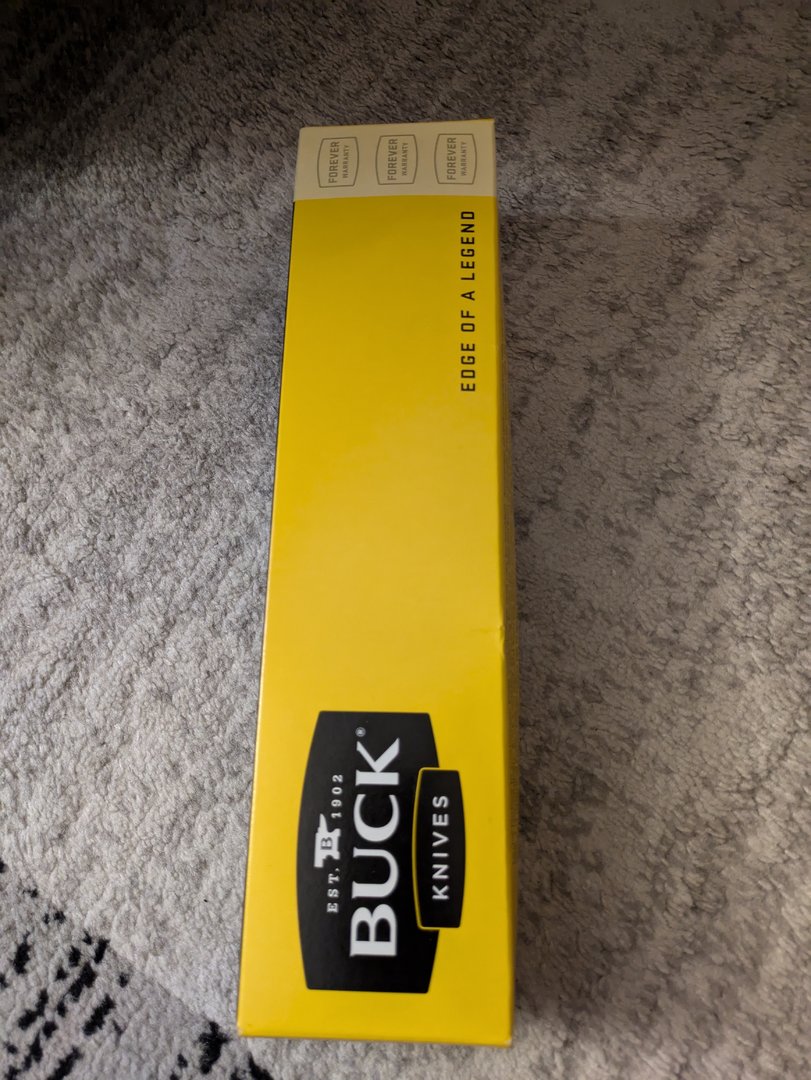 EST. B 1902
BUCK®
KNIVES
EDGE OF A LEGEND
FOREVER
WARRANTY
FOREVER
WARRANTY
FOREVER
WARRANTY